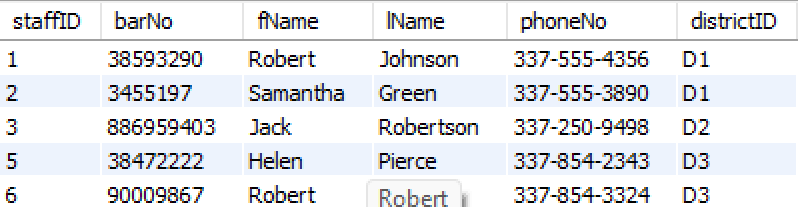 staffID barNo fName lName phoneNo districtID
1 38593290 Robert Johnson 337-555-4356 D1
2 3455197 Samantha Green 337-555-3890 D1
3 886959403 Jack Robertson 337-250-9498 D2
5 38472222 Helen Pierce 337-854-2343 D3
6 90009867 Robert Robert 337-854-3324 D3